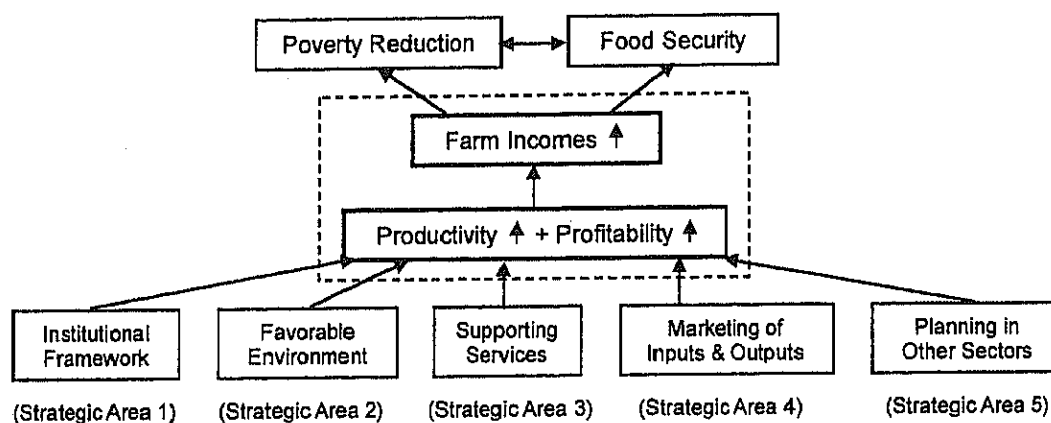 Poverty Reduction
Food Security
Farm Incomes ↑
Productivity ↑ + Profitability ↑
Institutional
Framework
Favorable
Environment
Supporting
Services
Marketing of
Inputs & Outputs
Planning in
Other Sectors
(Strategic Area 1)
(Strategic Area 2)
(Strategic Area 3)
(Strategic Area 4)
(Strategic Area 5)